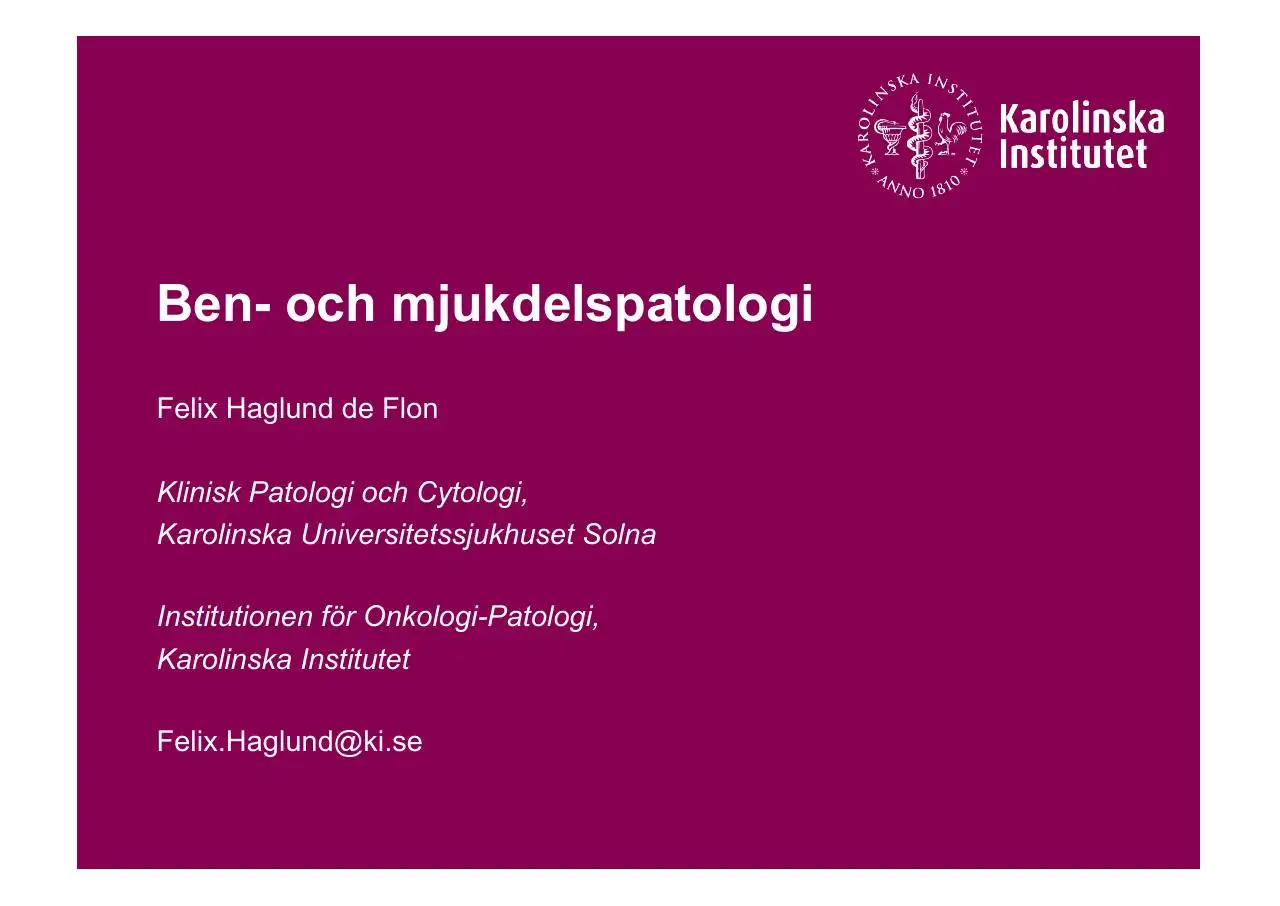 KAROLINSKA INSTITUTET
* ANNO 1810 *
Karolinska
Institutet
Ben- och mjukdelspatologi
Felix Haglund de Flon
Klinisk Patologi och Cytologi,
Karolinska Universitetssjukhuset Solna
Institutionen för Onkologi-Patologi,
Karolinska Institutet
Felix.Haglund@ki.se